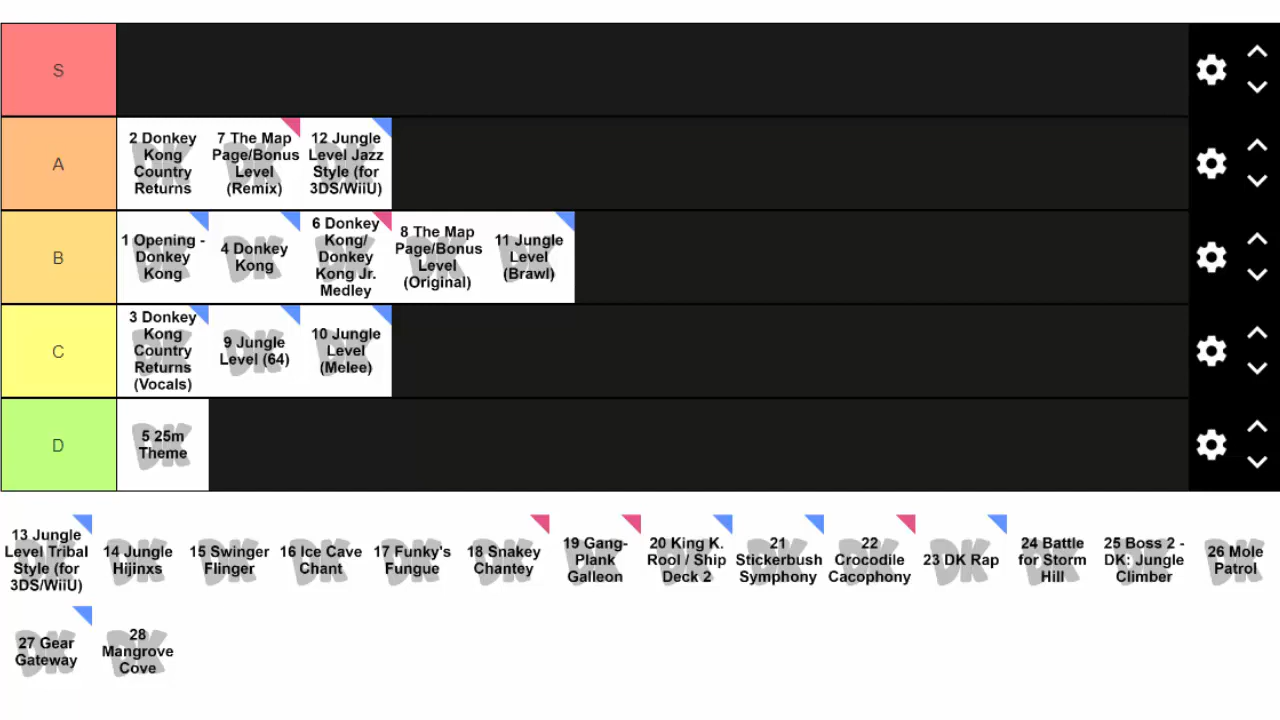 S
A
2 Donkey
Kong
Country
Returns
7 The Map
Page/Bonus
Level
(Remix)
12 Jungle
Level Jazz
Style (for
3DS/WiiU)
B
1 Opening -
Donkey
Kong
4 Donkey
Kong
6 Donkey
Kong/
Donkey
Kong Jr.
Medley
8 The Map
Page/Bonus
Level
(Original)
11 Jungle
Level
(Brawl)
C
3 Donkey
Kong
Country
Returns
(Vocals)
9 Jungle
Level (64)
10 Jungle
Level
(Melee)
D
5 25m
Theme
13 Jungle
Level Tribal
Style (for
3DS/WiiU)
14 Jungle
Hijinxs
15 Swinger
Flinger
16 Ice Cave
Chant
17 Funky's
Fungue
18 Snakey
Chantey
19 Gang-
Plank
Galleon
20 King K.
Rool / Ship
Deck 2
21
Stickerbush
Symphony
22
Crocodile
Cacophony
23 DK Rap
24 Battle
for Storm
Hill
25 Boss 2 -
DK: Jungle
Climber
26 Mole
Patrol
27 Gear
Gateway
28
Mangrove
Cove